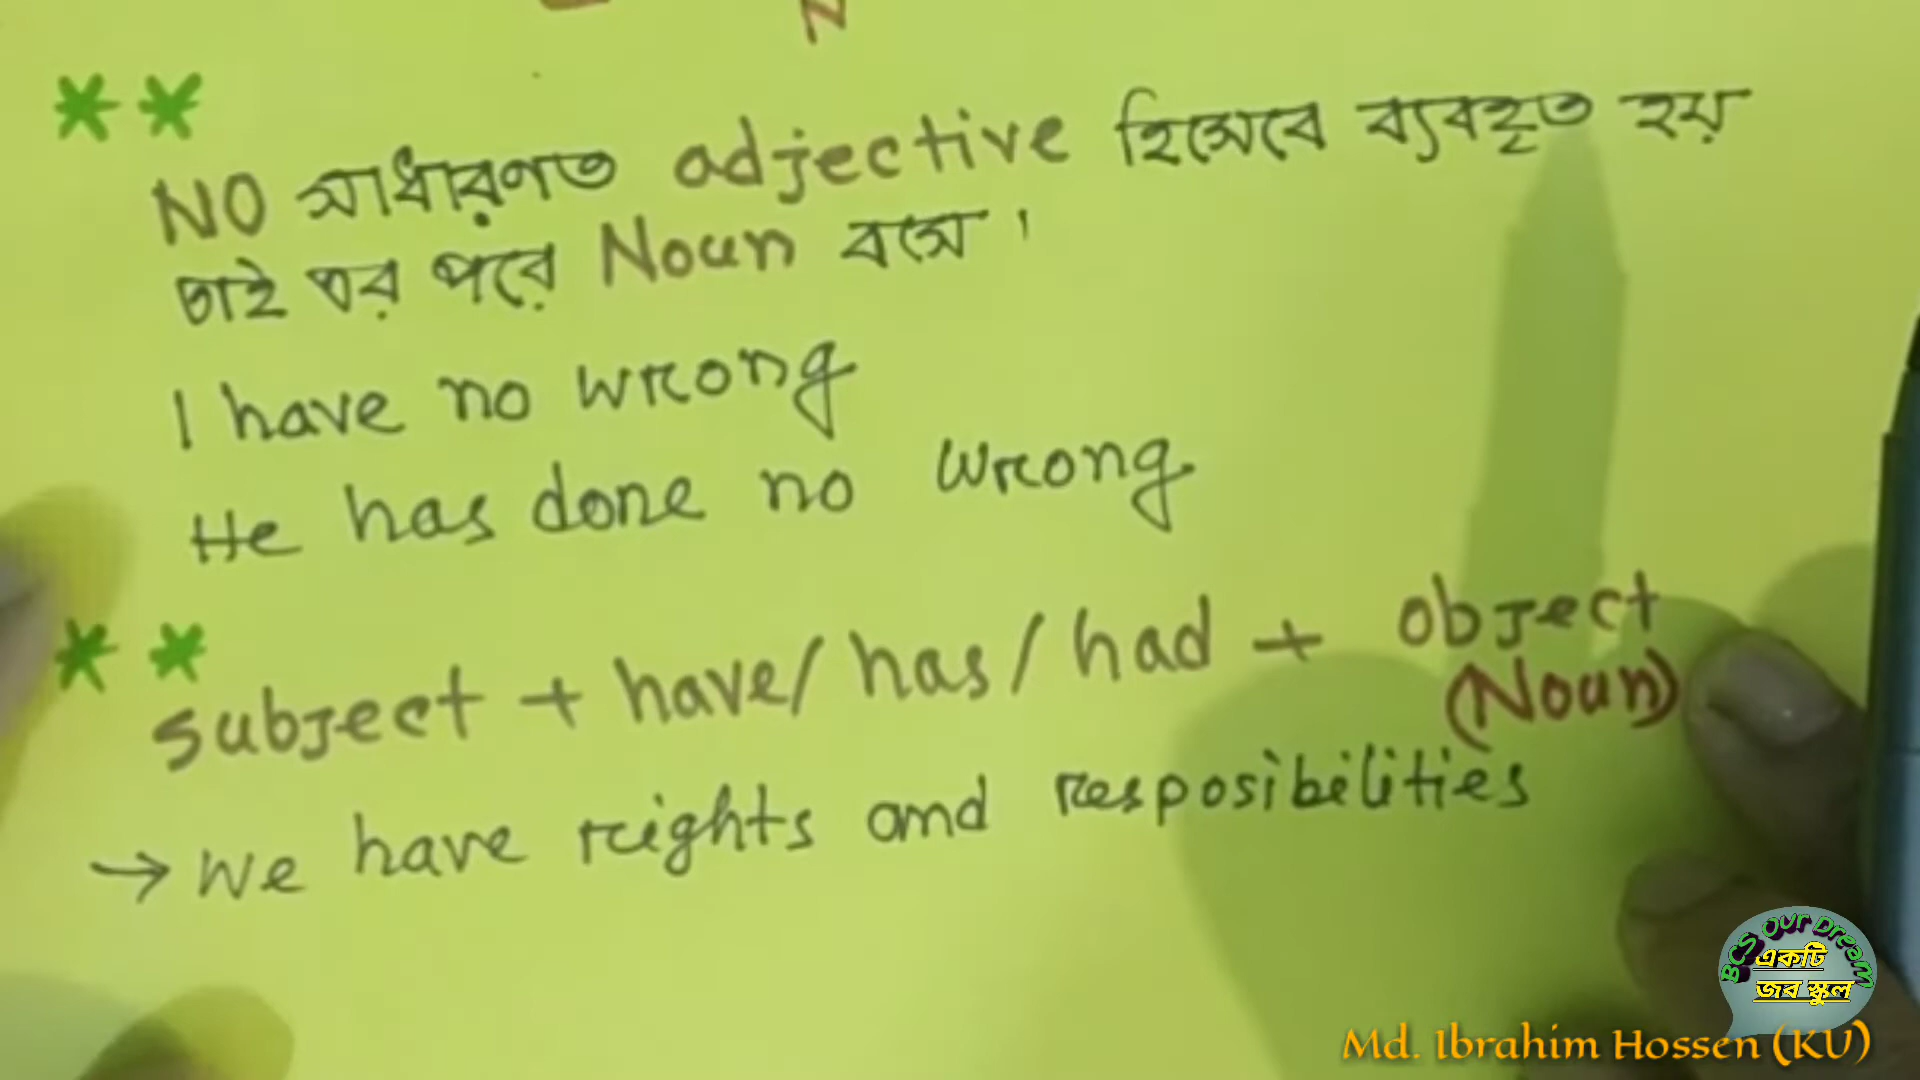 N
** NO সাধারণত adjective হিসেবে ব্যবহৃত হয়
তাই তর পরে Noun বসে।
I have no wrong
He has done no wrong
** subject + have/has/had + object
(Noun)
→ we have rights and resposibilities
BCS Our Dream
একটি
জব স্কুল
Md. Ibrahim Hossen (KU)